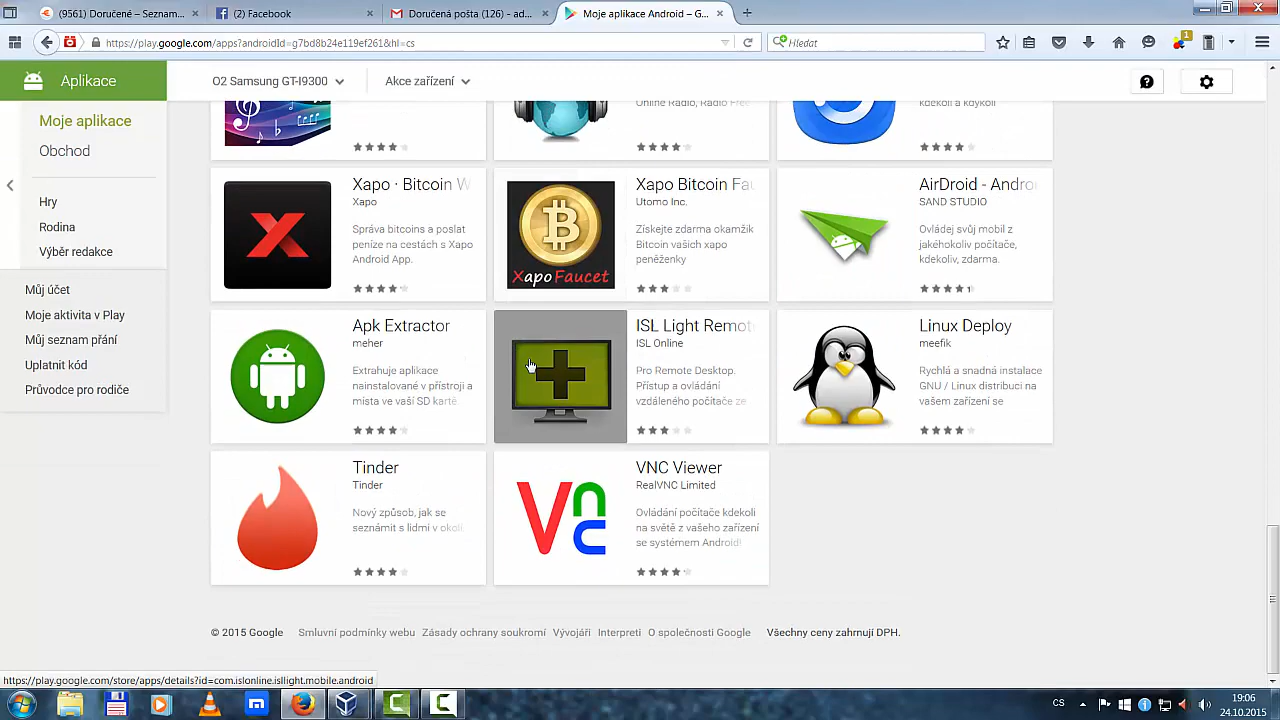 (9561) Doručené – Seznam...
(2) Facebook
Doručená pošta (126) - ad...
Moje aplikace Android – G...
https://play.google.com/apps?androidId=g7bd8b24e119ef261&hl=cs
Hledat
1
Aplikace
O2 Samsung GT-I9300
Akce zařízení
Moje aplikace
Obchod
Hry
Rodina
Výběr redakce
Můj účet
Moje aktivita v Play
Můj seznam přání
Uplatnit kód
Průvodce pro rodiče
Online Radio, Radio Free
kdekoli a kdykoli
Xapo · Bitcoin W
Xapo
Správa bitcoins a poslat
peníze na cestách s Xapo
Android App.
Xapo Faucet
Xapo Bitcoin Fau
Utomo Inc.
Získejte zdarma okamžik
Bitcoin vašich xapo
peněženky
AirDroid - Andro
SAND STUDIO
Ovládej svůj mobil z
jakéhokoliv počítače,
kdekoliv, zdarma.
Apk Extractor
meher
Extrahuje aplikace
nainstalované v přístroji a
místa ve vaší SD kartě.
ISL Light Remot
ISL Online
Pro Remote Desktop.
Přístup a ovládání
vzdáleného počítače ze
Linux Deploy
meefik
Rychlá a snadná instalace
GNU / Linux distribuci na
vašem zařízení se
Tinder
Tinder
Nový způsob, jak se
seznámit s lidmi v okolí.
Vnc
VNC Viewer
RealVNC Limited
Ovládání počítače kdekoli
na světě z vašeho zařízení
se systémem Android!
© 2015 Google Smluvní podmínky webu Zásady ochrany soukromí Vývojáři Interpreti O společnosti Google Všechny ceny zahrnují DPH.
https://play.google.com/store/apps/details?id=com.islonline.isllight.mobile.android
CS
19:06
24.10.2015